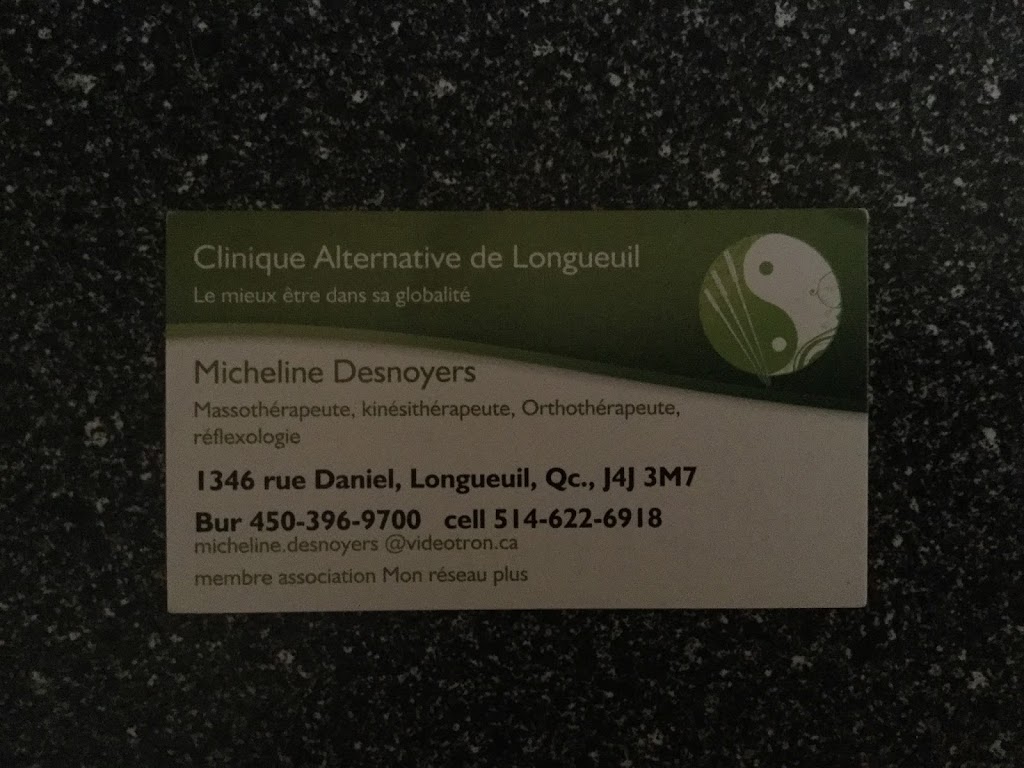 Clinique Alternative de Longueuil
Le mieux être dans sa globalité
Micheline Desnoyers
Massothérapeute, kinésithérapeute, Orthothérapeute,
réflexologie
1346 rue Daniel, Longueuil, Qc., J4J 3M7
Bur 450-396-9700 cell 514-622-6918
micheline.desnoyers @videotron.ca
membre association Mon réseau plus